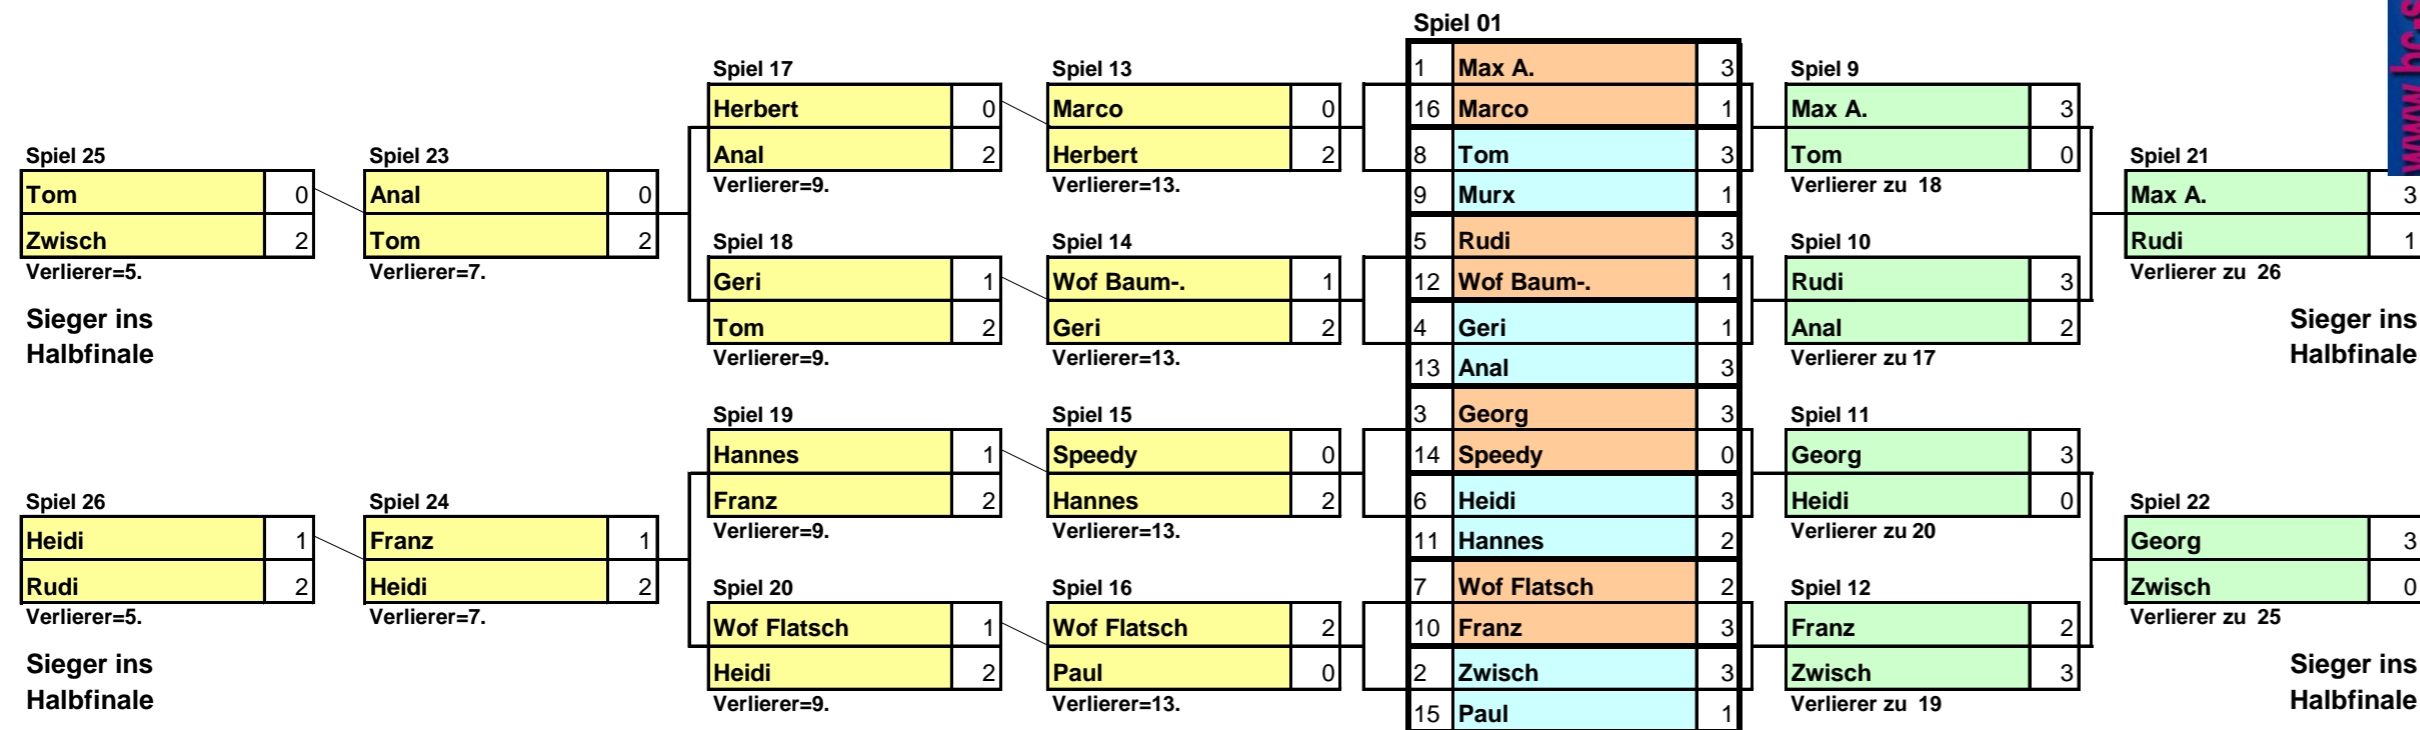 Spiel 01
Spiel 17 Spiel 13 1 Max A. 3 Spiel 9
Herbert 0 Marco 0 16 Marco 1 Max A. 3
Spiel 25 Spiel 23 Anal 2 Herbert 2 8 Tom 3 Tom 0 Spiel 21
Tom 0 Anal 0 Verlierer=9. Verlierer=13. 9 Murx 1 Verlierer zu 18 Max A. 3
Zwisch 2 Tom 2 Spiel 18 Spiel 14 5 Rudi 3 Spiel 10 Rudi 1
Verlierer=5. Verlierer=7. Geri 1 Wof Baum-. 1 12 Wof Baum-. 1 Rudi 3 Verlierer zu 26
Sieger ins Tom 2 Geri 2 4 Geri 1 Anal 2 Sieger ins
Halbfinale Verlierer=9. Verlierer=13. 13 Anal 3 Verlierer zu 17 Halbfinale
Spiel 19 Spiel 15 3 Georg 3 Spiel 11
Hannes 1 Speedy 0 14 Speedy 0 Georg 3
Spiel 26 Spiel 24 Franz 2 Hannes 2 6 Heidi 3 Heidi 0 Spiel 22
Heidi 1 Franz 1 Verlierer=9. Verlierer=13. 11 Hannes 2 Verlierer zu 20 Georg 3
Rudi 2 Heidi 2 Spiel 20 Spiel 16 7 Wof Flatsch 2 Spiel 12 Zwisch 0
Verlierer=5. Verlierer=7. Wof Flatsch 1 Wof Flatsch 2 10 Franz 3 Franz 2 Verlierer zu 25
Sieger ins Heidi 2 Paul 0 2 Zwisch 3 Zwisch 3 Sieger ins
Halbfinale Verlierer=9. Verlierer=13. 15 Paul 1 Verlierer zu 19 Halbfinale